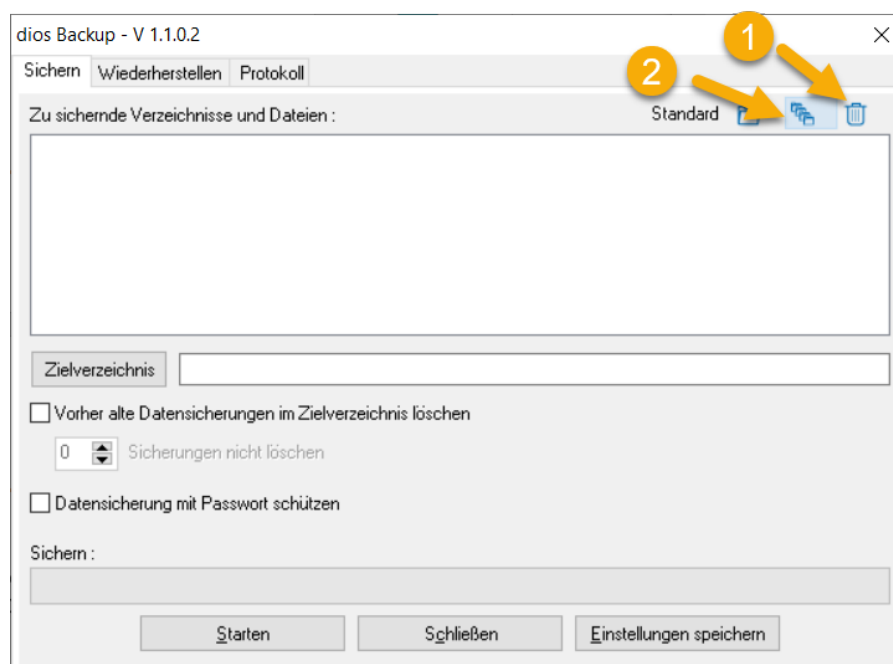 dios Backup - V 1.1.0.2
1
2
Sichern Wiederherstellen Protokoll
Zu sichernde Verzeichnisse und Dateien : Standard
Zielverzeichnis
Vorher alte Datensicherungen im Zielverzeichnis löschen
0 Sicherungen nicht löschen
Datensicherung mit Passwort schützen
Sichern :
Starten Schließen Einstellungen speichern